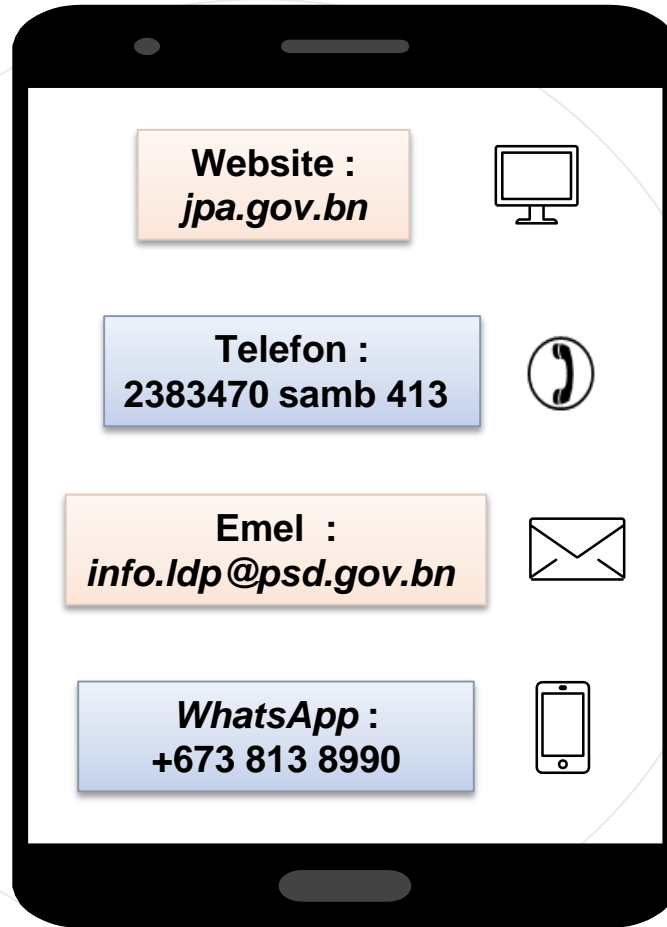 Website :
jpa.gov.bn
Telefon :
2383470 samb 413
Emel :
info.ldp@psd.gov.bn
WhatsApp :
+673 813 8990